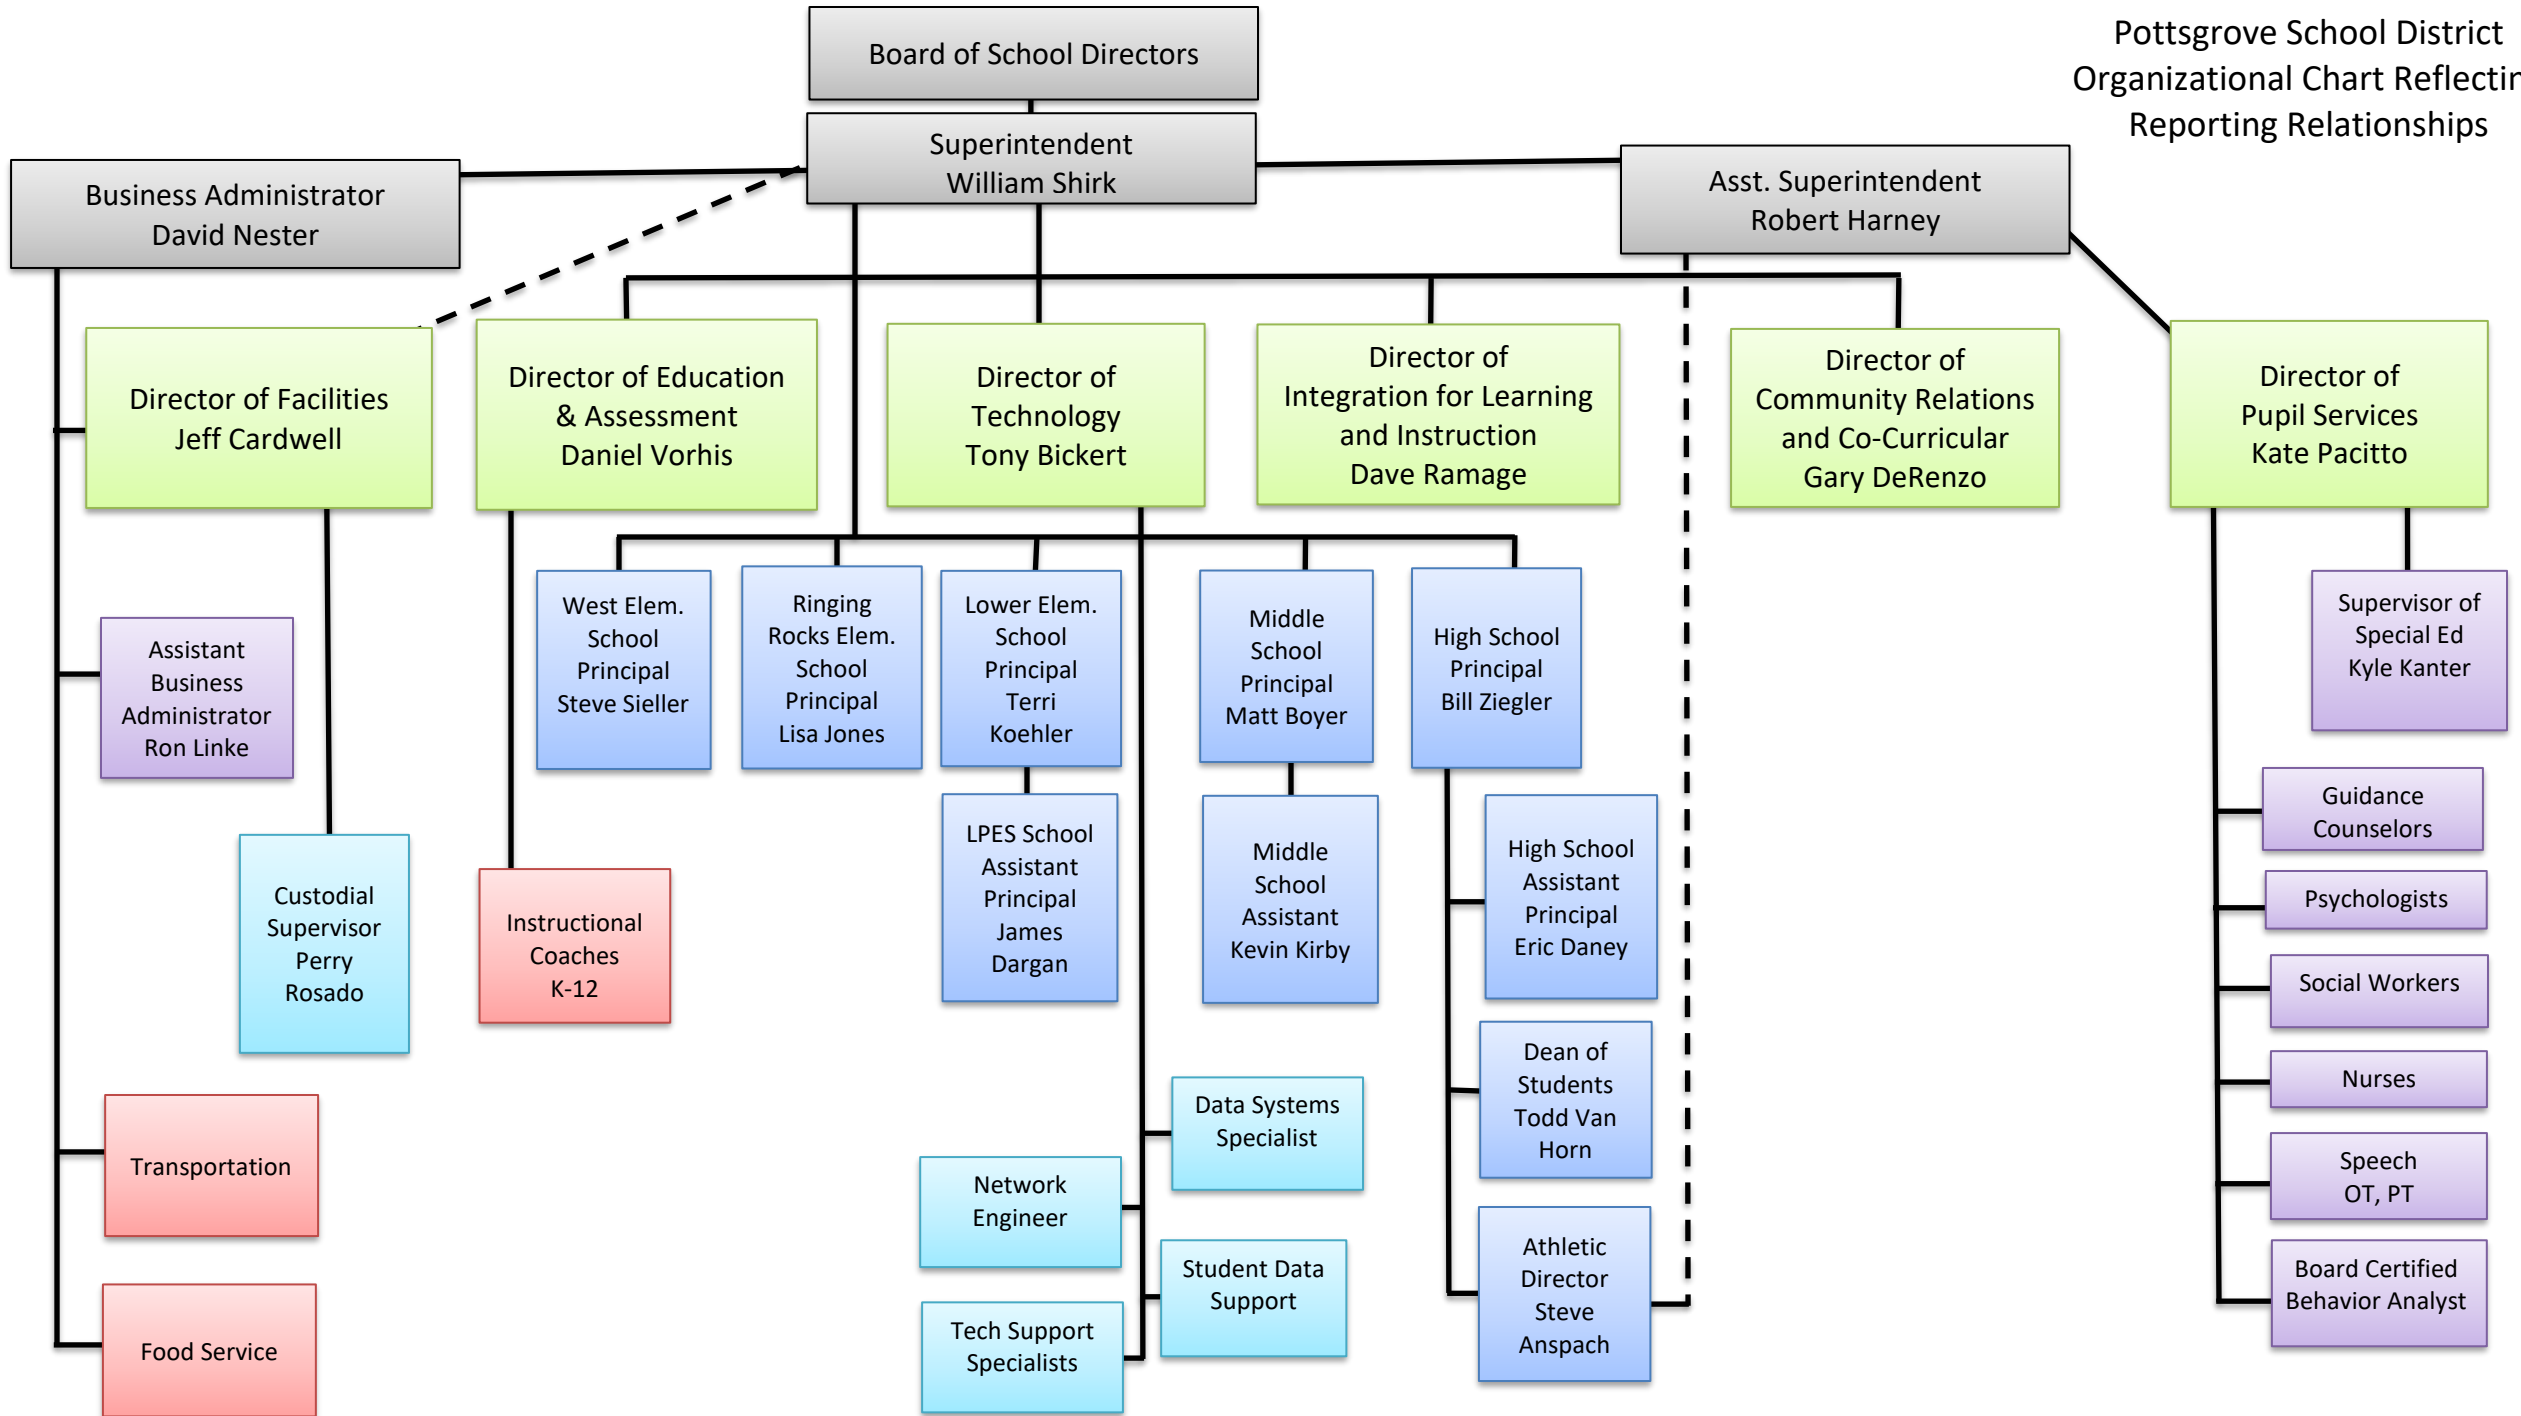 Pottsgrove School District
Organizational Chart Reflectin
Reporting Relationships
Board of School Directors
Superintendent
William Shirk
Business Administrator
David Nester
Asst. Superintendent
Robert Harney
Director of Facilities
Jeff Cardwell
Director of Education
& Assessment
Daniel Vorhis
Director of
Technology
Tony Bickert
Director of
Integration for Learning
and Instruction
Dave Ramage
Director of
Community Relations
and Co-Curricular
Gary DeRenzo
Director of
Pupil Services
Kate Pacitto
West Elem.
School
Principal
Steve Sieller
Ringing
Rocks Elem.
School
Principal
Lisa Jones
Lower Elem.
School
Principal
Terri
Koehler
Middle
School
Principal
Matt Boyer
High School
Principal
Bill Ziegler
Supervisor of
Special Ed
Kyle Kanter
Assistant
Business
Administrator
Ron Linke
Custodial
Supervisor
Perry
Rosado
Instructional
Coaches
K-12
LPES School
Assistant
Principal
James
Dargan
Middle
School
Assistant
Kevin Kirby
High School
Assistant
Principal
Eric Daney
Guidance
Counselors
Psychologists
Social Workers
Nurses
Speech
OT, PT
Board Certified
Behavior Analyst
Dean of
Students
Todd Van
Horn
Athletic
Director
Steve
Anspach
Data Systems
Specialist
Network
Engineer
Student Data
Support
Tech Support
Specialists
Transportation
Food Service